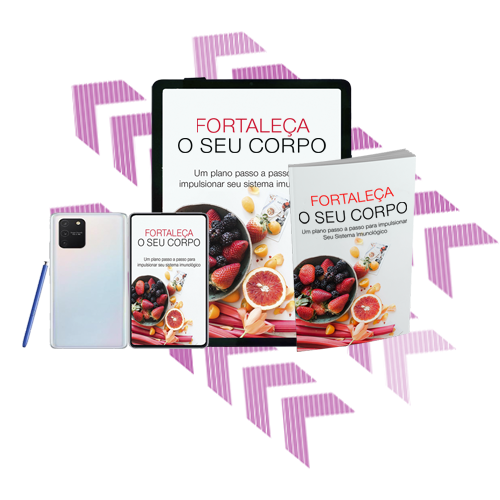 FORTALEÇA
O SEU CORPO
Um plano passo a passo
impulsionar seu sistema
FORTALEÇA
O SEU CORPO
Um plano passo a passo para impulsionar
Seu Sistema Imunológico
FORTALEÇA
O SEU CORPO
Um plano passo a passo para
impulsionar seu sistema imunológico